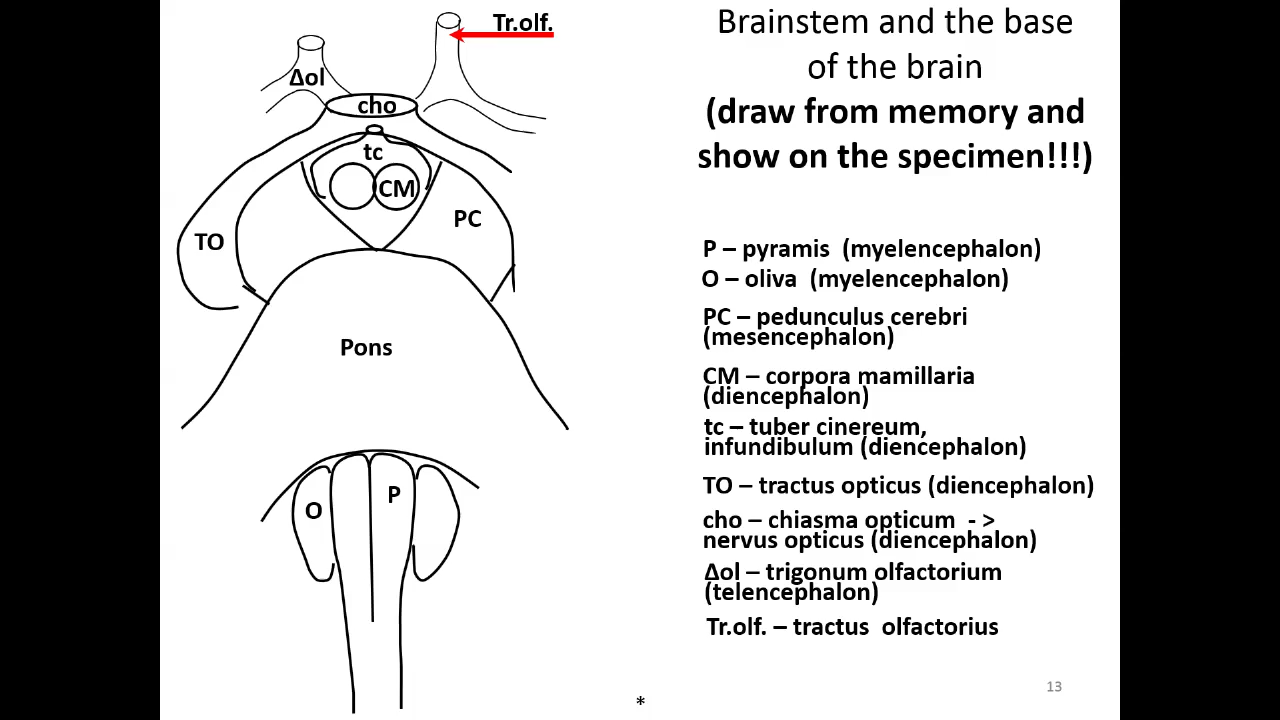 Tr.olf.
Δol
cho
tc
CM
PC
TO
Pons
O
P
Brainstem and the base
of the brain
(draw from memory and
show on the specimen!!!)
P – pyramis (myelencephalon)
O – oliva (myelencephalon)
PC – pedunculus cerebri
(mesencephalon)
CM – corpora mamillaria
(diencephalon)
tc – tuber cinereum,
infundibulum (diencephalon)
TO – tractus opticus (diencephalon)
cho – chiasma opticum - >
nervus opticus (diencephalon)
Δol – trigonum olfactorium
(telencephalon)
Tr.olf. – tractus olfactorius
13
*